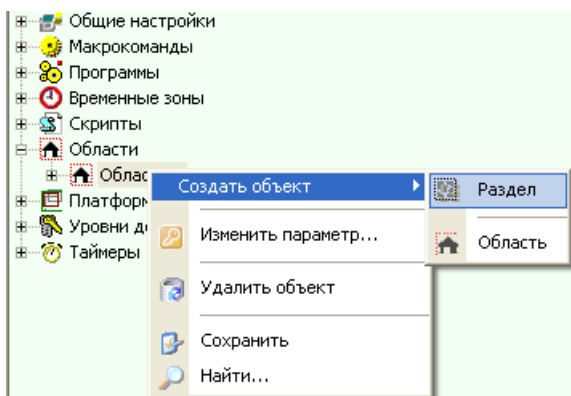 Общие настройки
Макрокоманды
Программы
Временные зоны
Скрипты
Области
Облас
Платформ
Уровни д
Таймеры
Создать объект
Изменить параметр...
Удалить объект
Сохранить
Найти...
Раздел
Область